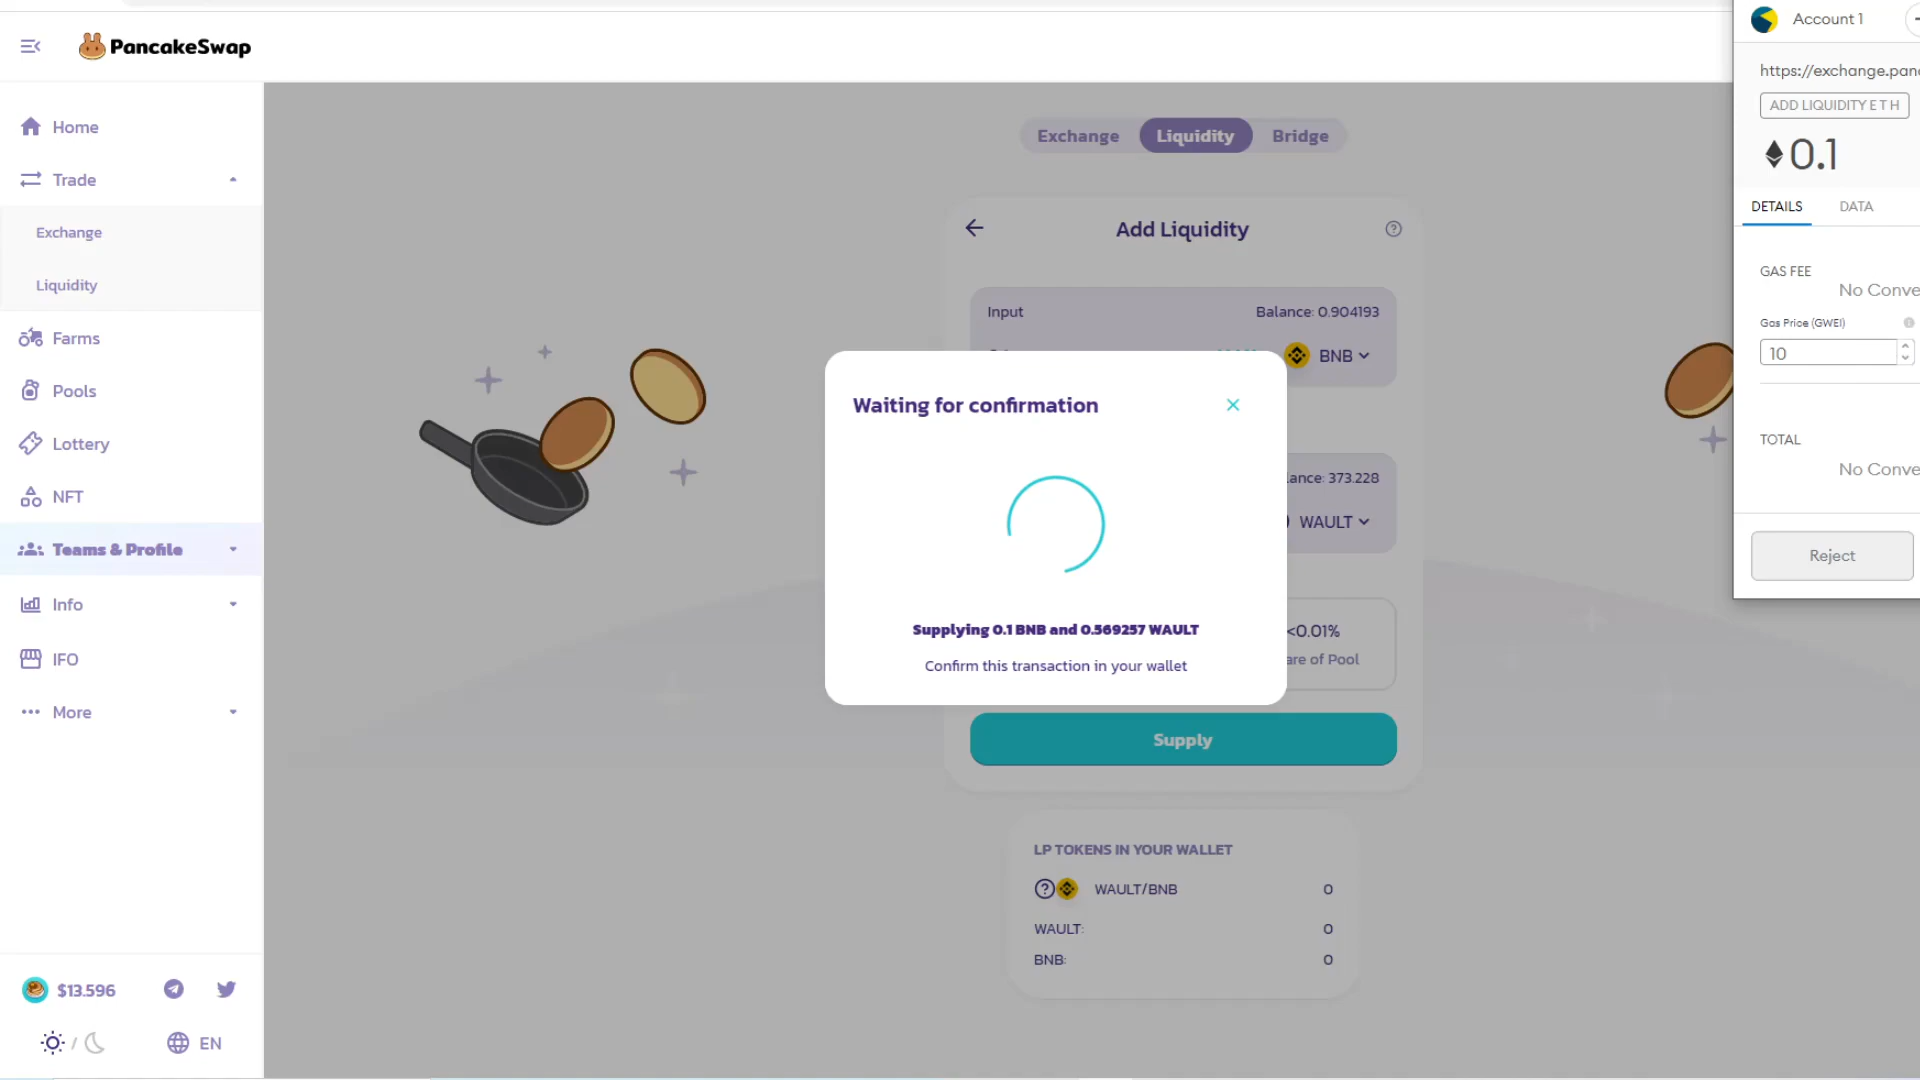 PancakeSwap
Home
Trade
Exchange
Liquidity
Farms
Pools
Lottery
NFT
Teams & Profile
Info
IFO
More
$13.596
/
EN
Exchange
Liquidity
Bridge
Add Liquidity
?
Input
Balance: 0.904193
BNB
Waiting for confirmation
ance: 373.228
WAULT
Supplying 0.1 BNB and 0.569257 WAULT
<0.01%
Confirm this transaction in your wallet
are of Pool
Supply
LP TOKENS IN YOUR WALLET
? WAULT/BNB 0
WAULT: 0
BNB: 0
Account 1
https://exchange.panc
ADD LIQUIDITY E T H
0.1
DETAILS
DATA
GAS FEE
No Conve
Gas Price (GWEI)
10
TOTAL
No Conve
Reject